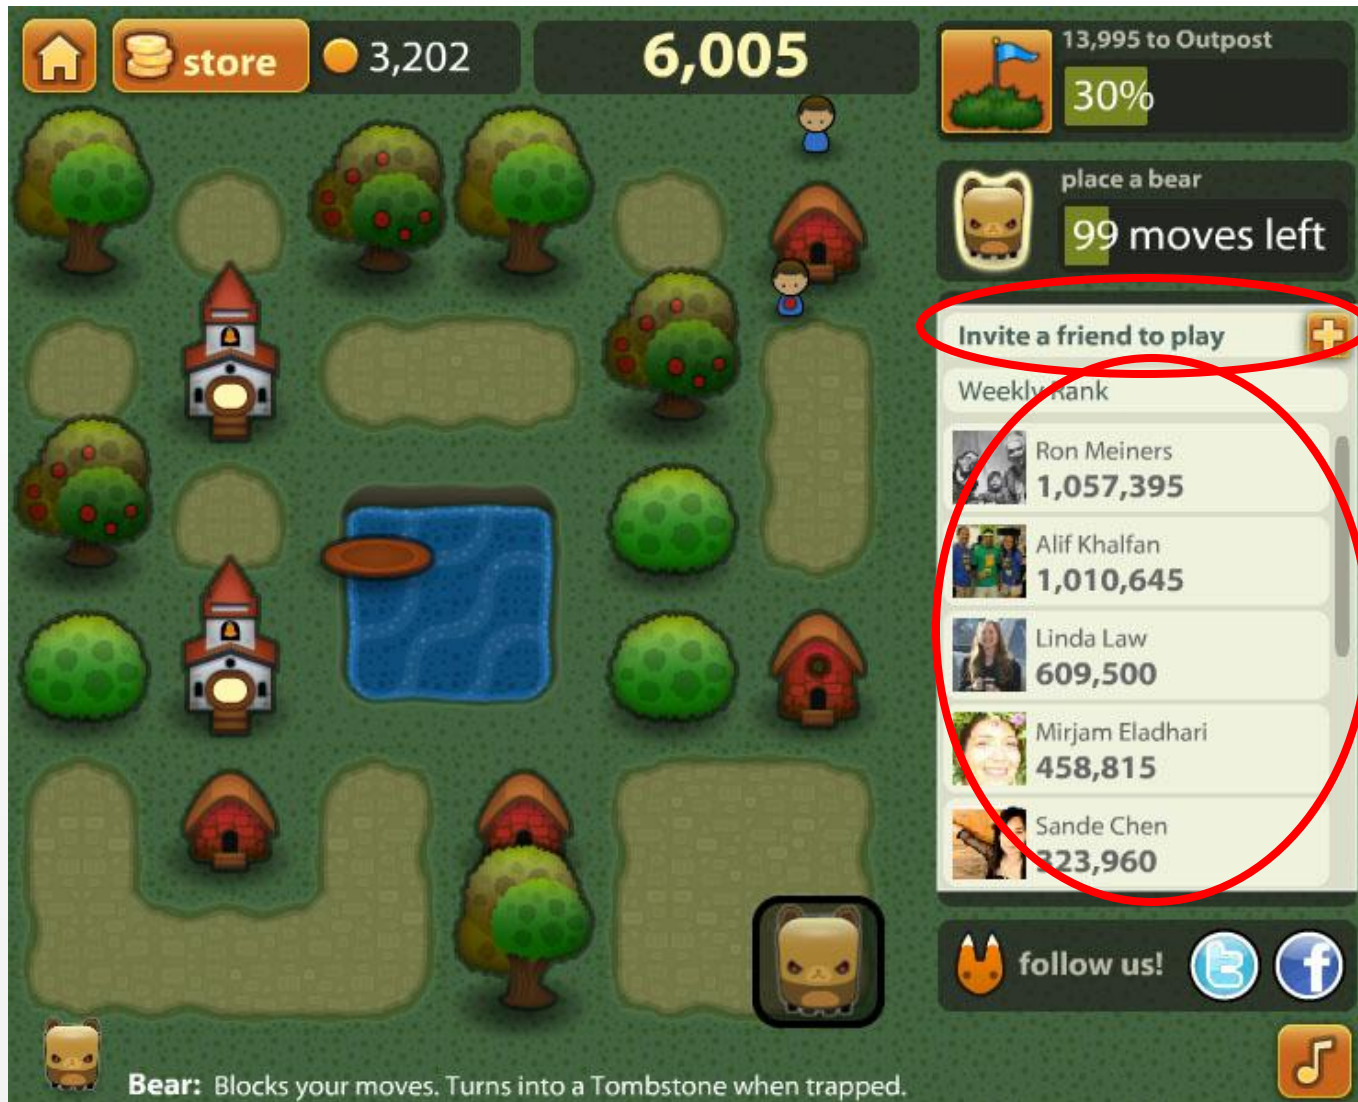 store
3,202
6,005
13,995 to Outpost
30%
place a bear
99 moves left
Invite a friend to play
Weekly Rank
Ron Meiners
1,057,395
Alif Khalfan
1,010,645
Linda Law
609,500
Mirjam Eladhari
458,815
Sande Chen
323,960
follow us!
Bear: Blocks your moves. Turns into a Tombstone when trapped.